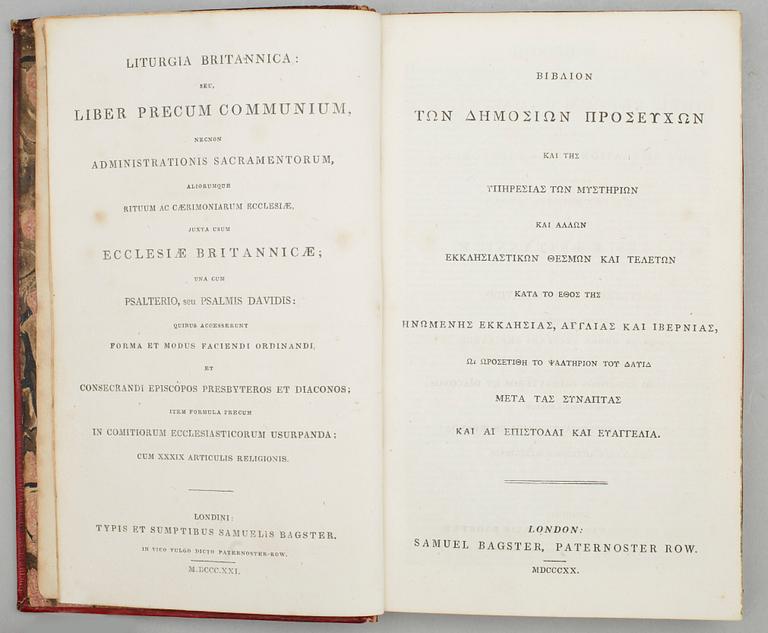 LITURGIA BRITANNICA:
SEU,
LIBER PRECUM COMMUNIUM,
NECNON
ADMINISTRATIONIS SACRAMENTORUM,
ALIORUMQUE
RITUUM AC CÆRIMONIARUM ECCLESIÆ,
JUXTA USUM
ECCLESIÆ BRITANNICÆ;
UNA CUM
PSALTERIO, seu PSALMIS DAVIDIS:
QUIBUS ACCESSERUNT
FORMA ET MODUS FACIENDI ORDINANDI,
ET
CONSECRANDI EPISCOPOS PRESBYTEROS ET DIACONOS;
ITEM FORMULA PRECUM
IN COMITIORUM ECCLESIASTICORUM USURPANDA;
CUM XXXIX ARTICULIS RELIGIONIS.
LONDINI:
TYPIS ET SUMPTIBUS SAMUELIS BAGSTER.
IN VICO VULGO DICTO PATERNOSTER-ROW.
M.DCCC.XXI.
ΒΙΒΛΙΟΝ
ΤΩΝ ΔΗΜΟΣΙΩΝ ΠΡΟΣΕΥΧΩΝ
ΚΑΙ ΤΗΣ
ΥΠΗΡΕΣΙΑΣ ΤΩΝ ΜΥΣΤΗΡΙΩΝ
ΚΑΙ ΑΛΛΩΝ
ΕΚΚΛΗΣΙΑΣΤΙΚΩΝ ΘΕΣΜΩΝ ΚΑΙ ΤΕΛΕΤΩΝ
ΚΑΤΑ ΤΟ ΕΘΟΣ ΤΗΣ
ΗΝΩΜΕΝΗΣ ΕΚΚΛΗΣΙΑΣ, ΑΓΓΛΙΑΣ ΚΑΙ ΙΒΕΡΝΙΑΣ,
Ωι ΩΡΟΣΕΤΙΘΗ ΤΟ ΨΑΛΤΗΡΙΟΝ ΤΟΥ ΔΑΥΙΔ
ΜΕΤΑ ΤΑΣ ΣΥΝΑΠΤΑΣ
ΚΑΙ ΑΙ ΕΠΙΣΤΟΛΑΙ ΚΑΙ ΕΥΑΓΓΕΛΙΑ.
LONDON:
SAMUEL BAGSTER, PATERNOSTER ROW.
MDCCCXX.